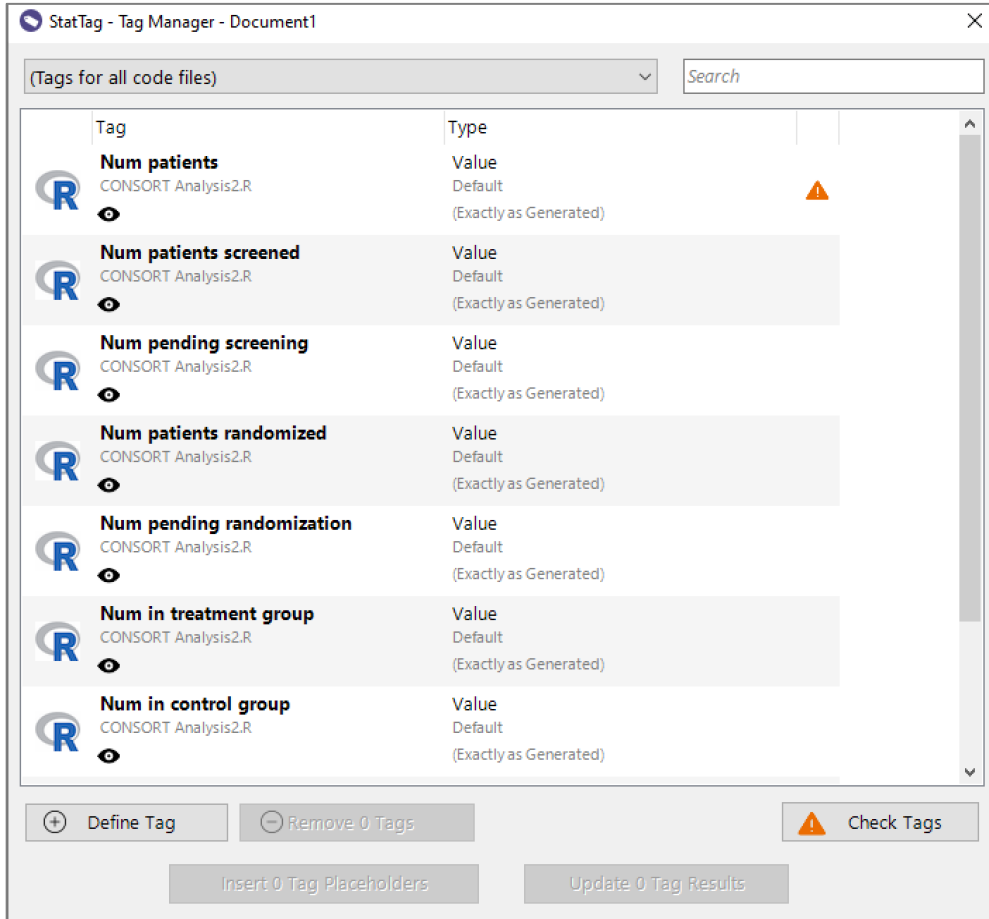 StatTag - Tag Manager - Document1
(Tags for all code files)
Search
Tag Type
Num patients Value
CONSORT Analysis2.R Default
(Exactly as Generated)
Num patients screened Value
CONSORT Analysis2.R Default
(Exactly as Generated)
Num pending screening Value
CONSORT Analysis2.R Default
(Exactly as Generated)
Num patients randomized Value
CONSORT Analysis2.R Default
(Exactly as Generated)
Num pending randomization Value
CONSORT Analysis2.R Default
(Exactly as Generated)
Num in treatment group Value
CONSORT Analysis2.R Default
(Exactly as Generated)
Num in control group Value
CONSORT Analysis2.R Default
(Exactly as Generated)
Define Tag
Remove 0 Tags
Check Tags
Insert 0 Tag Placeholders
Update 0 Tag Results